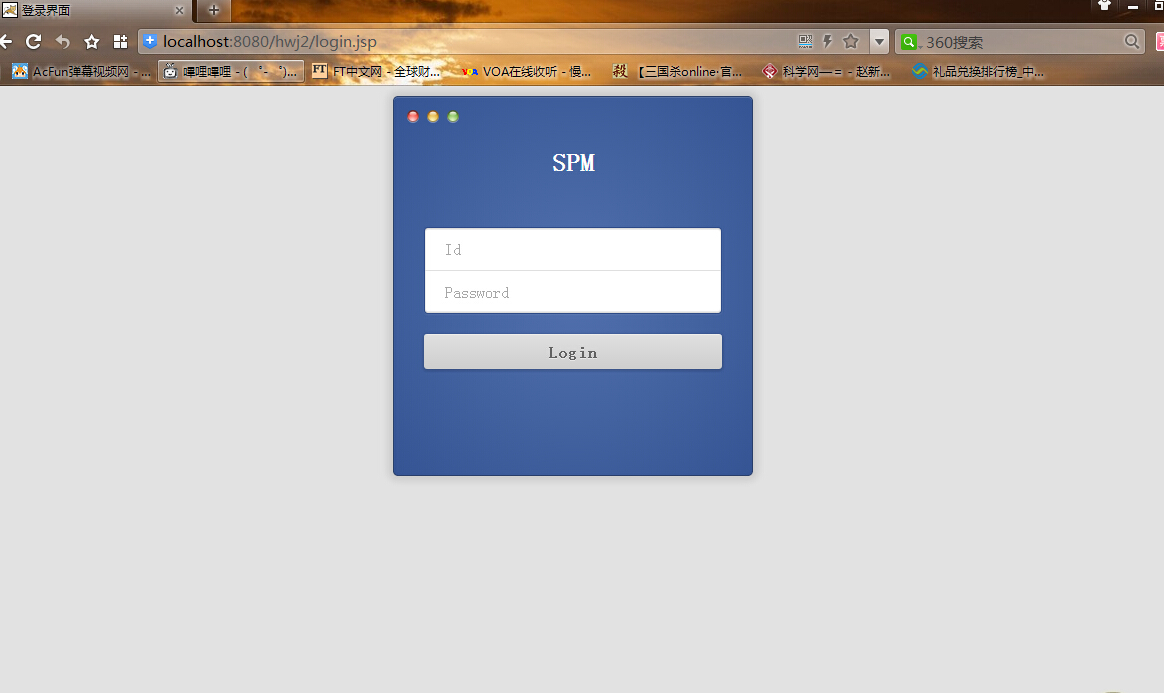 登录界面
localhost:8080/hwj2/login.jsp
360搜索
AcFun弹幕视频网 - ...
哔哩哔哩 - ( ゜- ゜)...
FT中文网 - 全球财...
VOA在线收听 - 慢...
【三国杀online·官...
科学网—= - 赵新...
礼品兑换排行榜_中...
SPM
Id
Password
Login